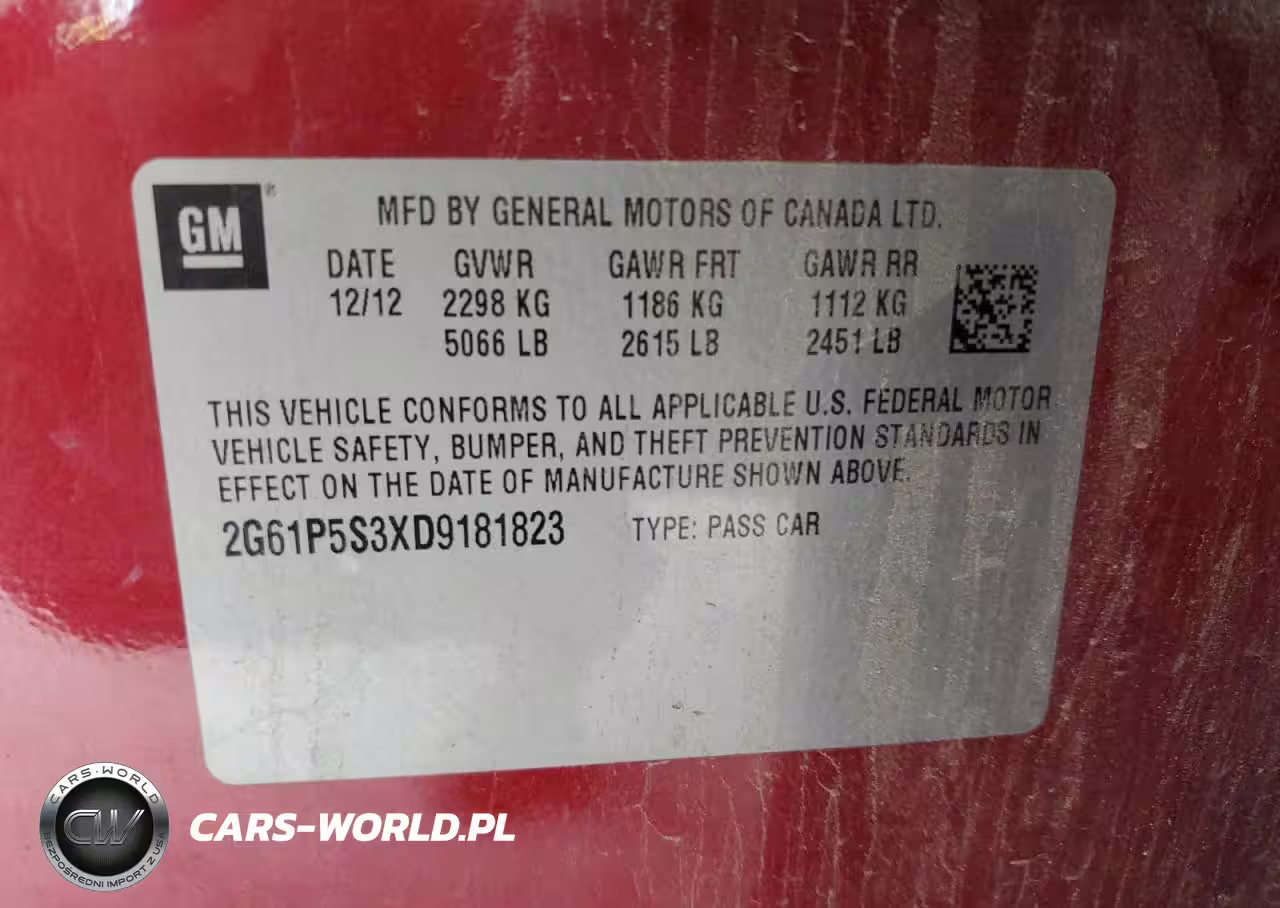 GM®
MFD BY GENERAL MOTORS OF CANADA LTD.
DATE GVWR GAWR FRT GAWR RR
12/12 2298 KG 1186 KG 1112 KG
5066 LB 2615 LB 2451 LB
THIS VEHICLE CONFORMS TO ALL APPLICABLE U.S. FEDERAL MOTOR
VEHICLE SAFETY, BUMPER, AND THEFT PREVENTION STANDARDS IN
EFFECT ON THE DATE OF MANUFACTURE SHOWN ABOVE.
2G61P5S3XD9181823 TYPE: PASS CAR
CARS-WORLD
CW
BEZPOŚREDNI IMPORT Z USA
CARS-WORLD.PL